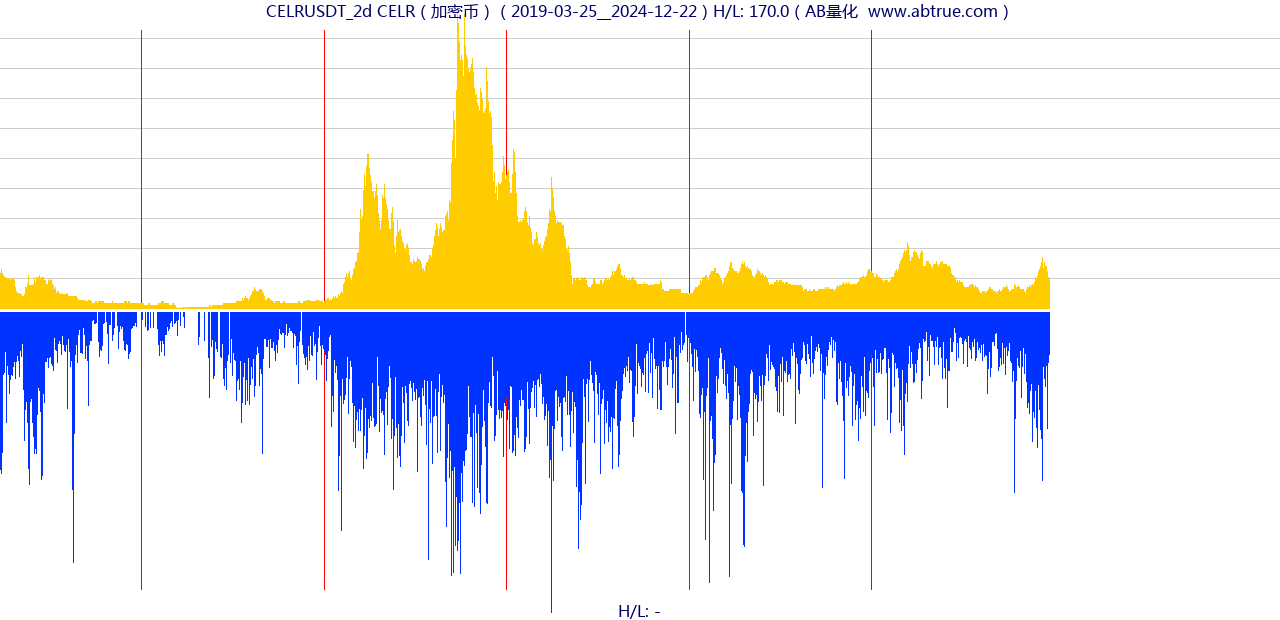 CELRUSDT_2d CELR（加密币）（2019-03-25__2024-12-22）H/L: 170.0（AB量化  www.abtrue.com）
H/L: -